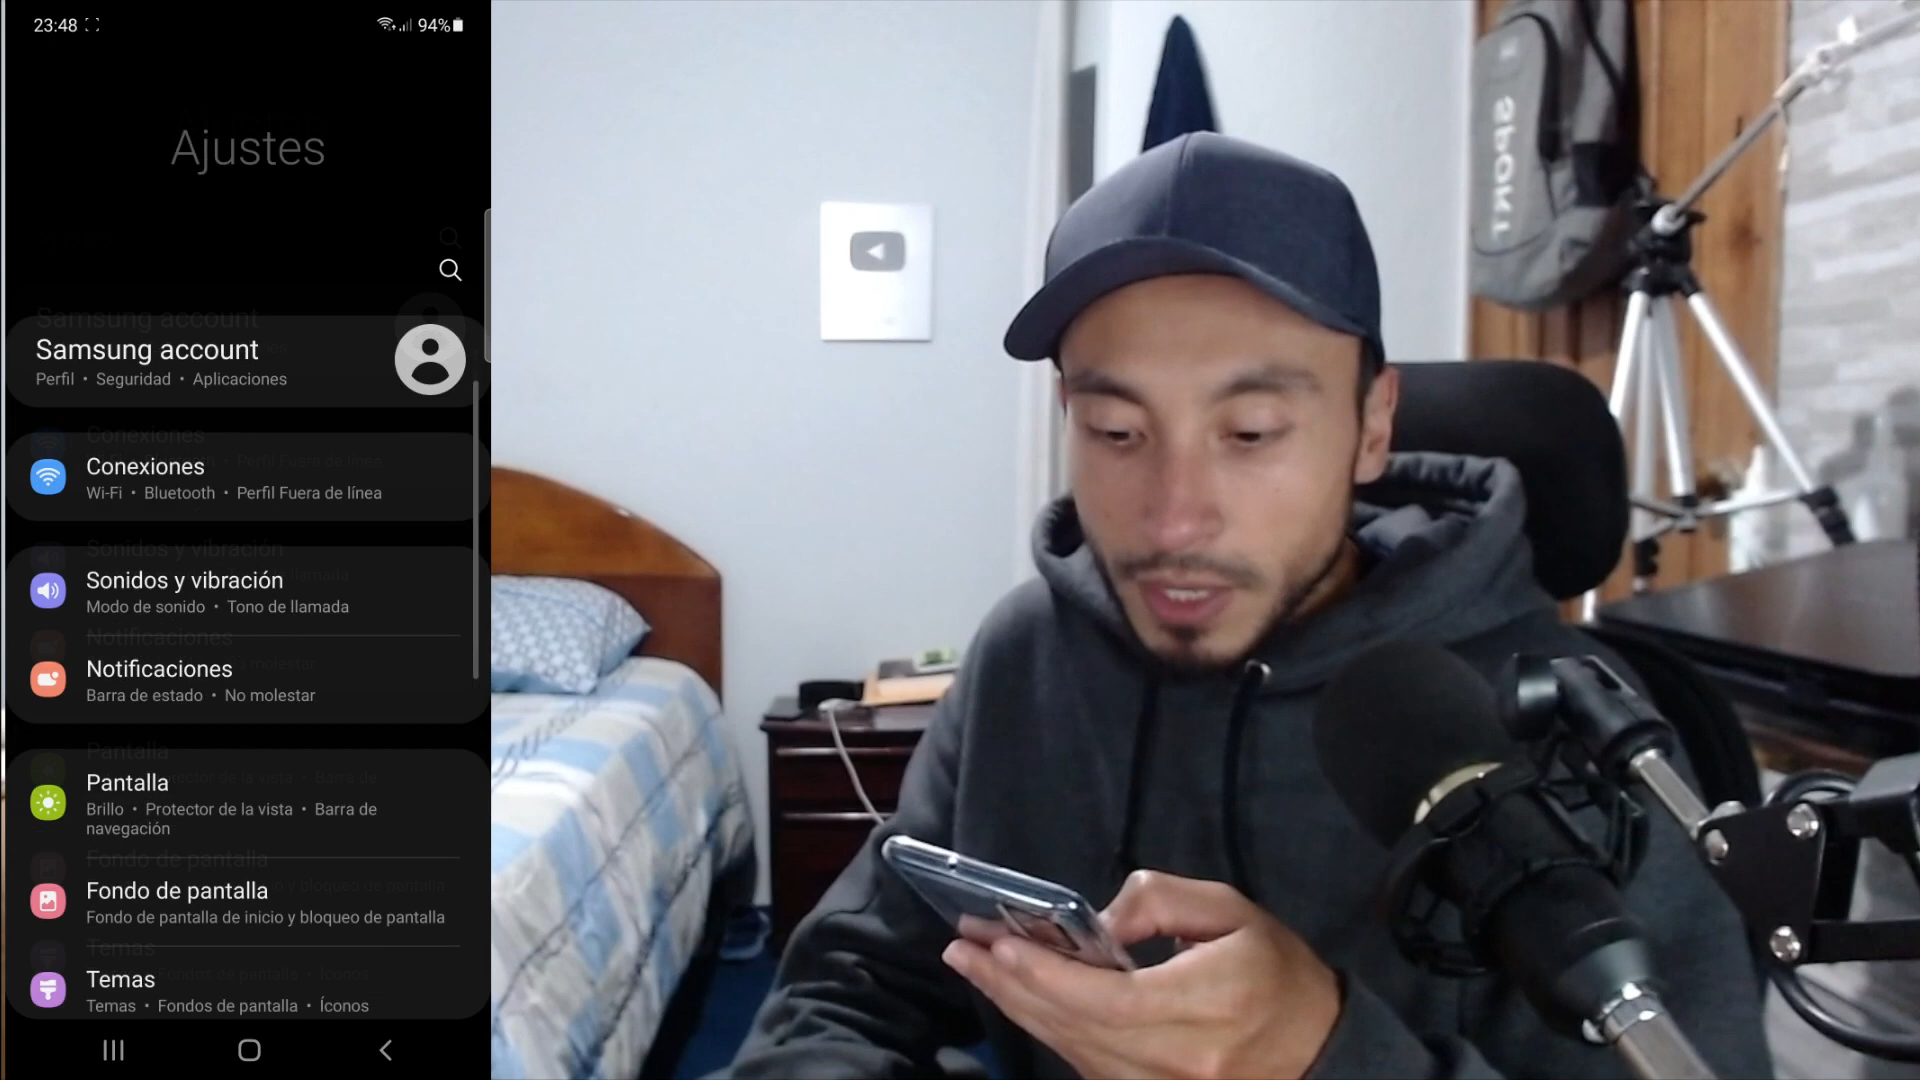 23:48
94%
Ajustes
Samsung account
Perfil • Seguridad • Aplicaciones
Conexiones
Wi-Fi • Bluetooth • Perfil Fuera de línea
Sonidos y vibración
Modo de sonido • Tono de llamada
Notificaciones
Barra de estado • No molestar
Pantalla
Brillo • Protector de la vista • Barra de
navegación
Fondo de pantalla
Fondo de pantalla de inicio y bloqueo de pantalla
Temas
Temas • Fondos de pantalla • Íconos
SPORT